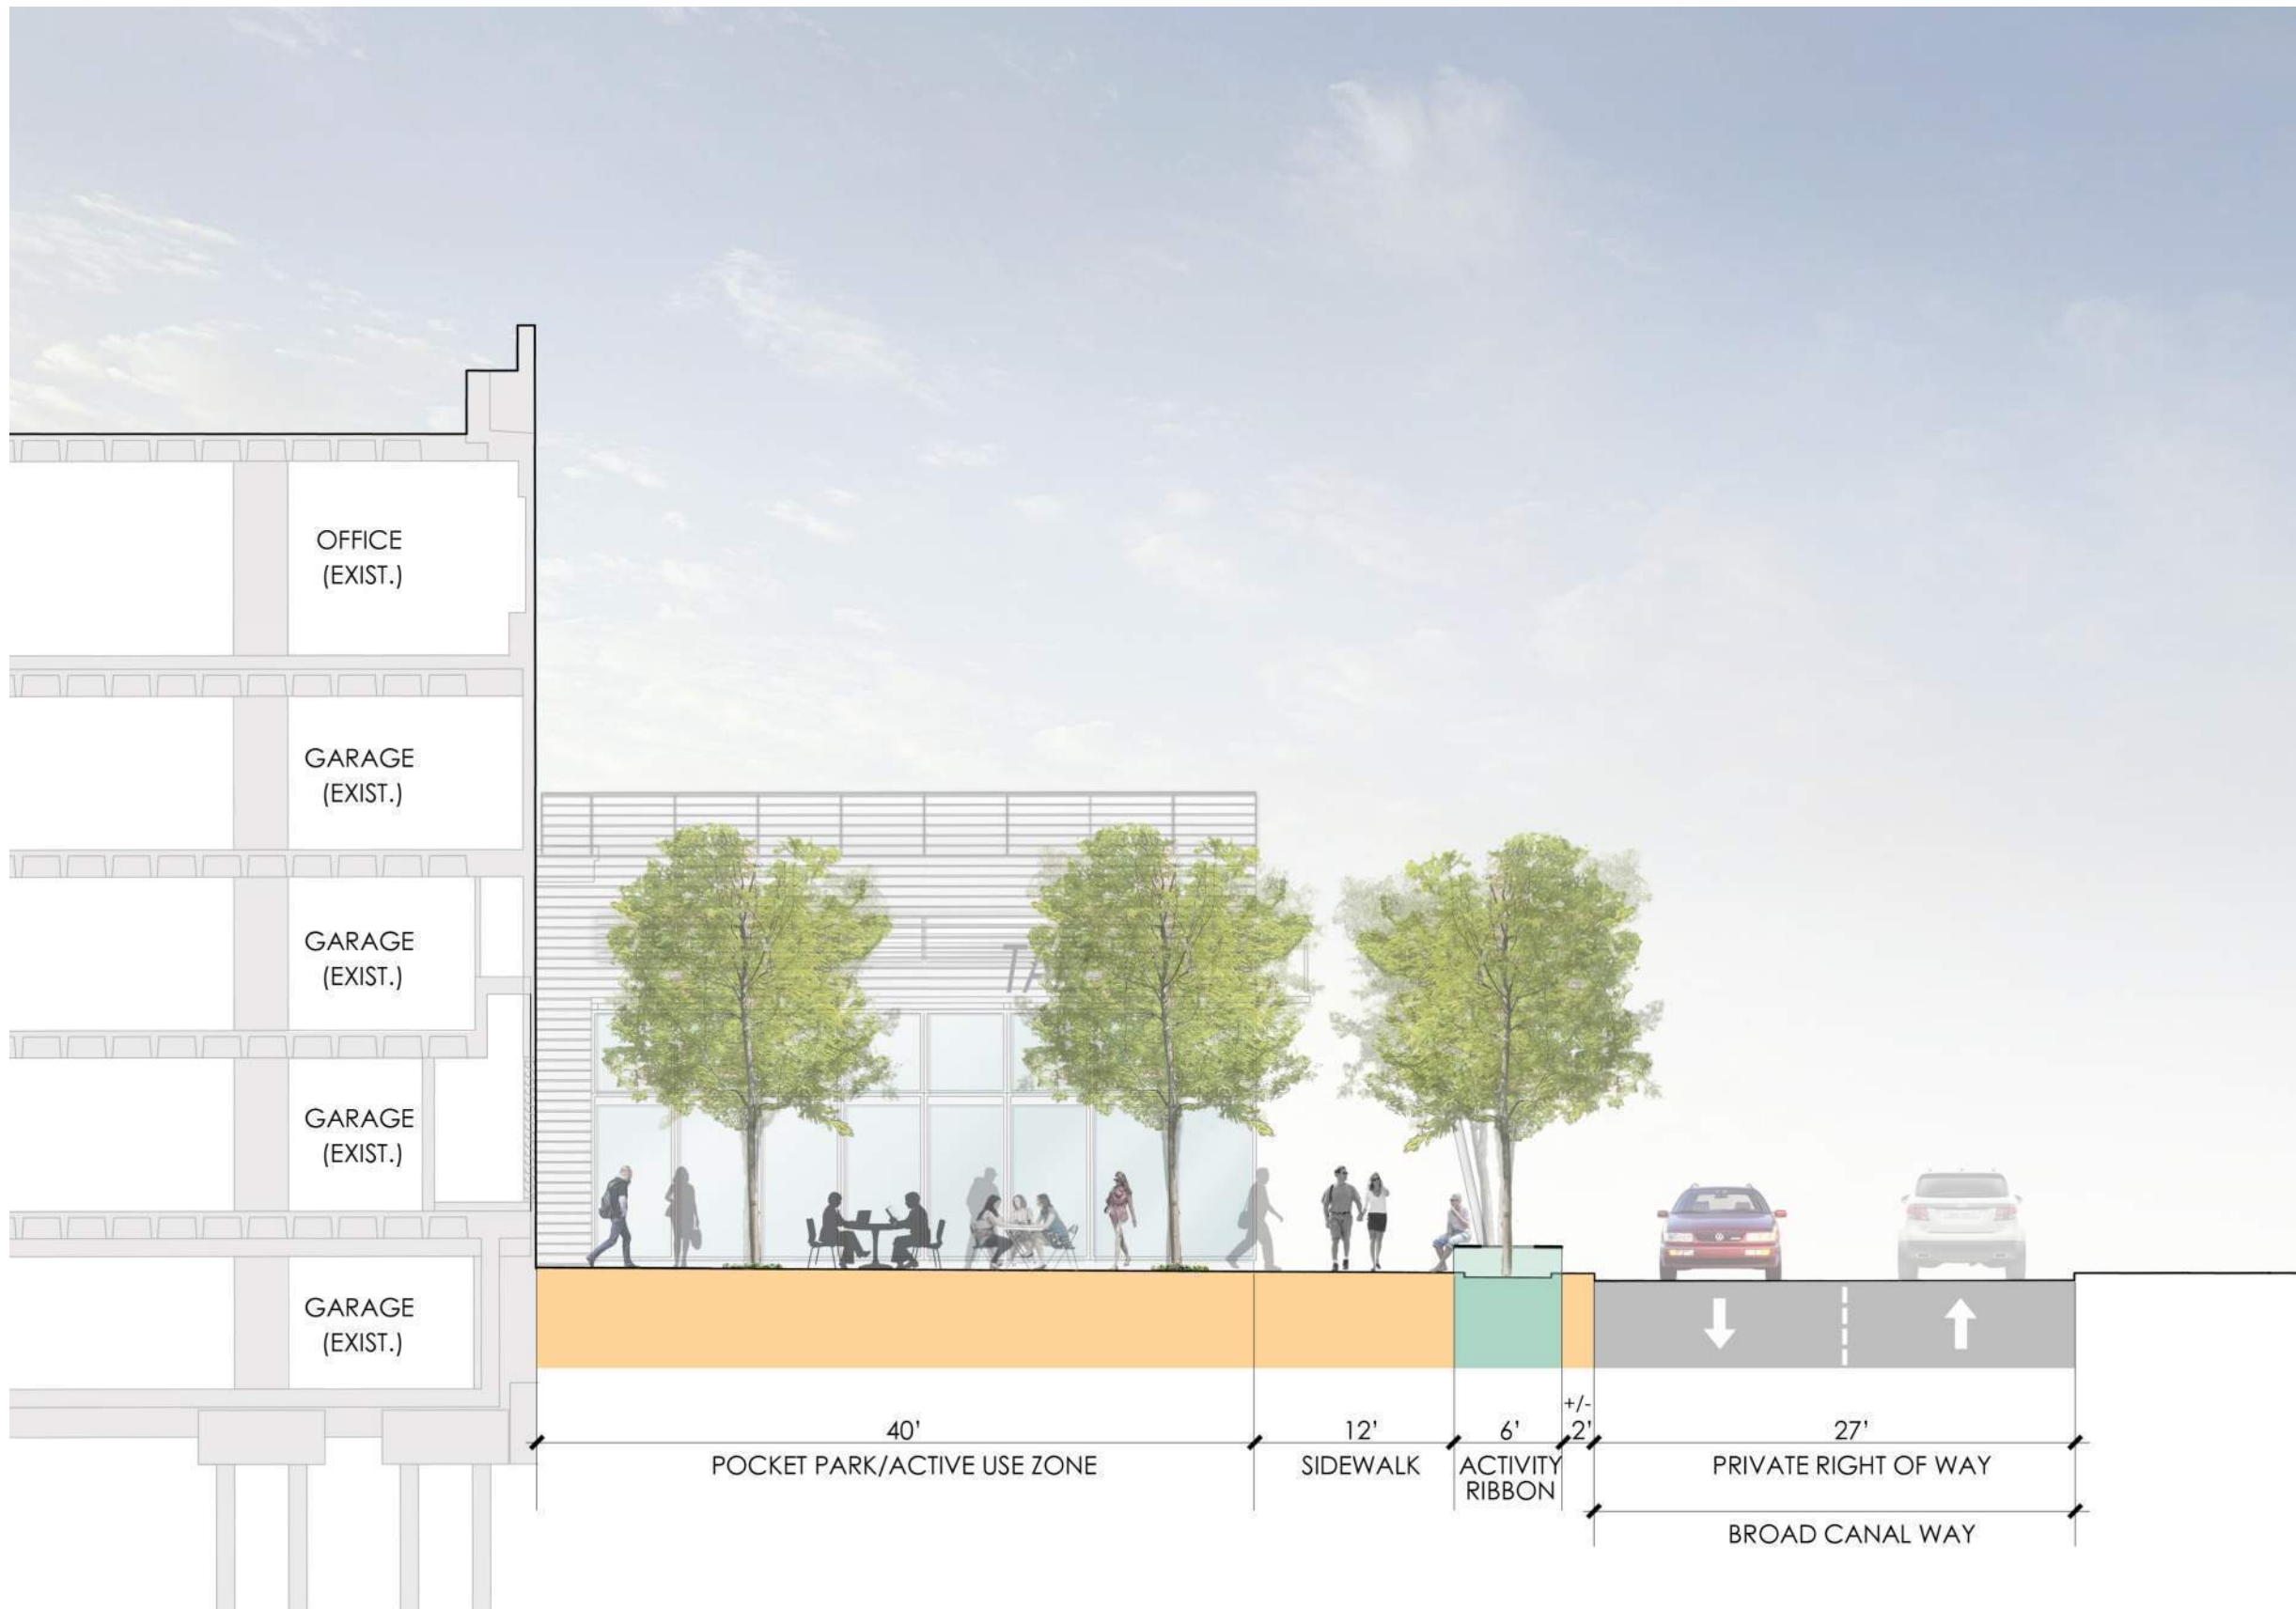 OFFICE
(EXIST.)
GARAGE
(EXIST.)
GARAGE
(EXIST.)
GARAGE
(EXIST.)
GARAGE
(EXIST.)
40'
POCKET PARK/ACTIVE USE ZONE
12'
SIDEWALK
6'
ACTIVITY
RIBBON
+/-
2'
27'
PRIVATE RIGHT OF WAY
BROAD CANAL WAY